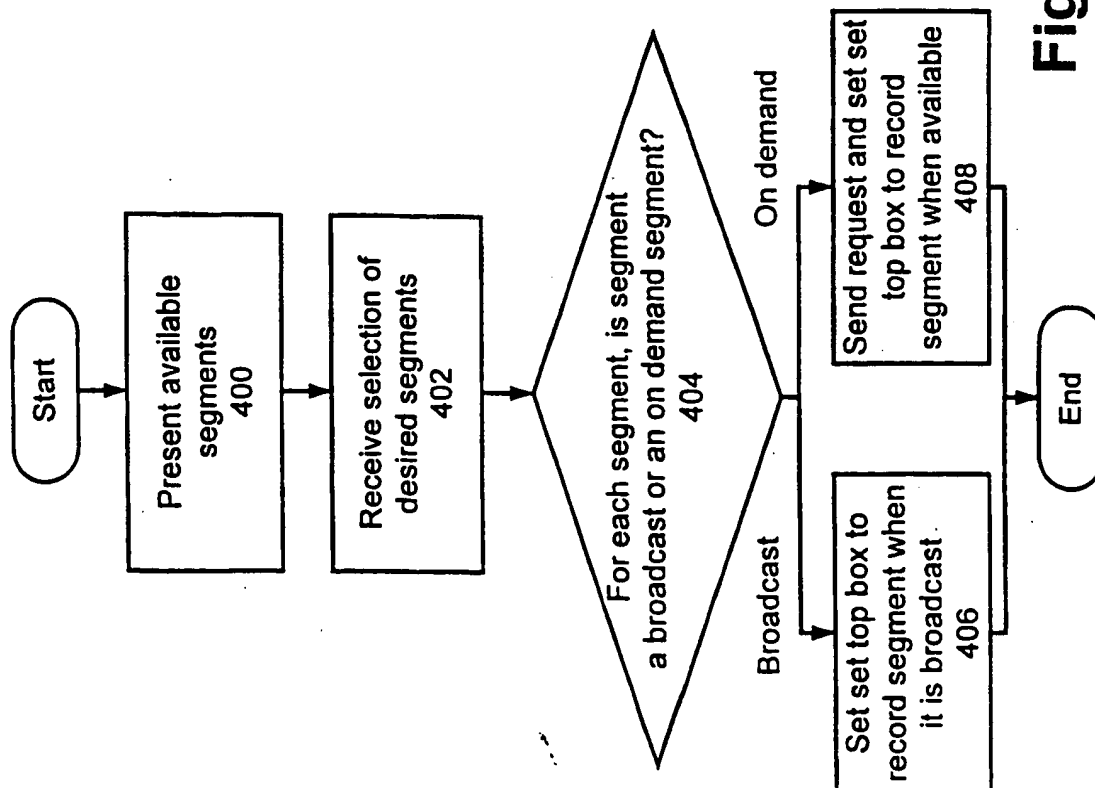 Start
Present available
segments
400
Receive selection of
desired segments
402
For each segment, is segment
a broadcast or an on demand segment?
404
Broadcast
On demand
Set set top box to
record segment when
it is broadcast
406
Send request and set set
top box to record
segment when available
408
End
Fig